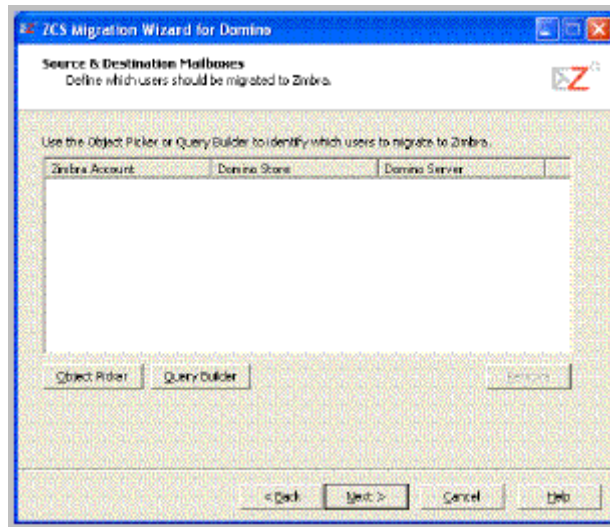 ZCS Migration Wizard for Domino
Source & Destination Mailboxes
Define which users should be migrated to Zimbra.
Z
Use the Object Picker or Query Builder to identify which users to migrate to Zimbra.
Zimbra Account Domino Store Domino Server
Object Picker Query Builder Remove
< Back Next > Cancel Help